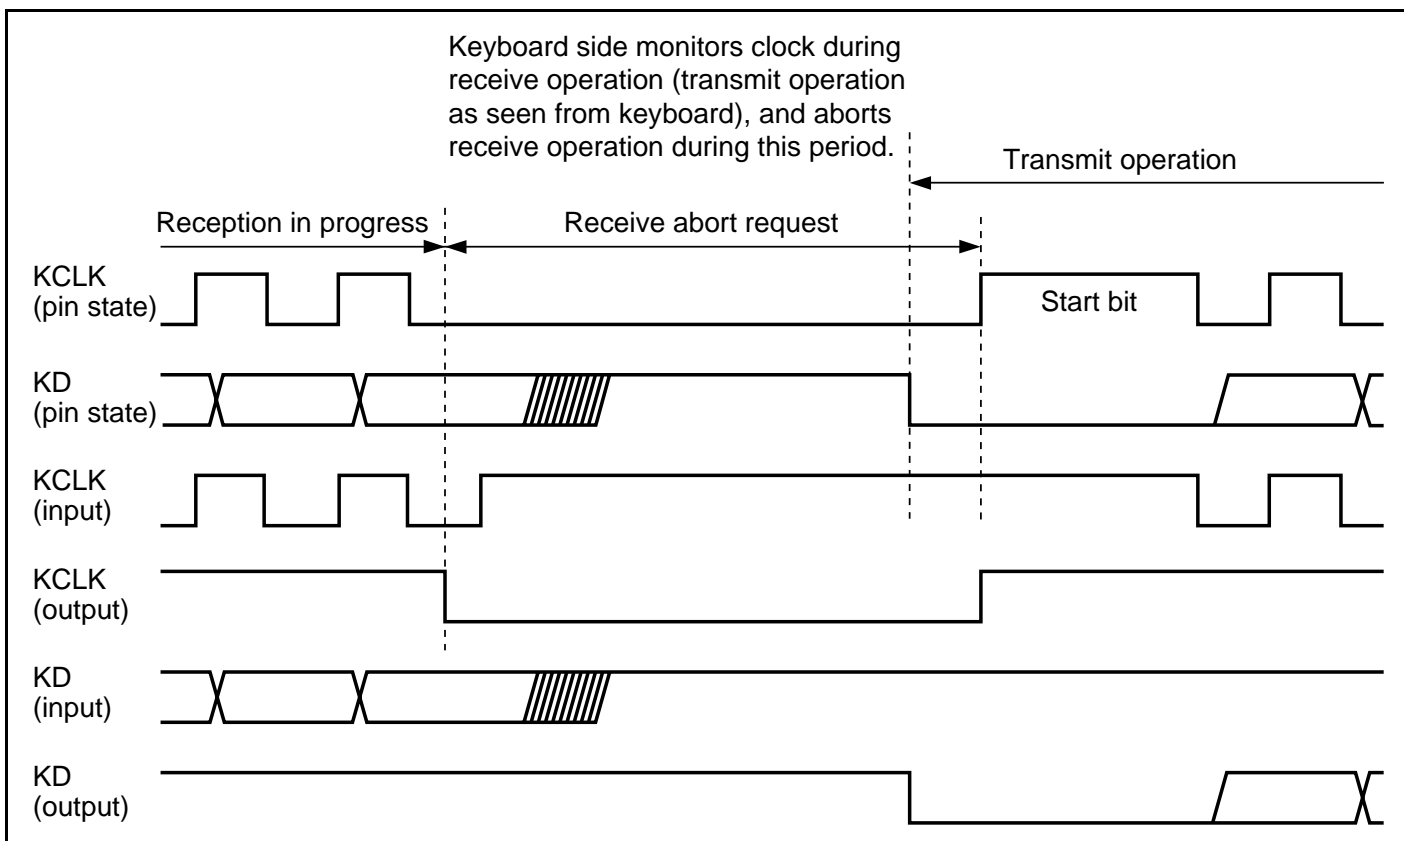 Keyboard side monitors clock during
receive operation (transmit operation
as seen from keyboard), and aborts
receive operation during this period.
Transmit operation
Reception in progress
Receive abort request
KCLK
(pin state)
Start bit
KD
(pin state)
KCLK
(input)
KCLK
(output)
KD
(input)
KD
(output)